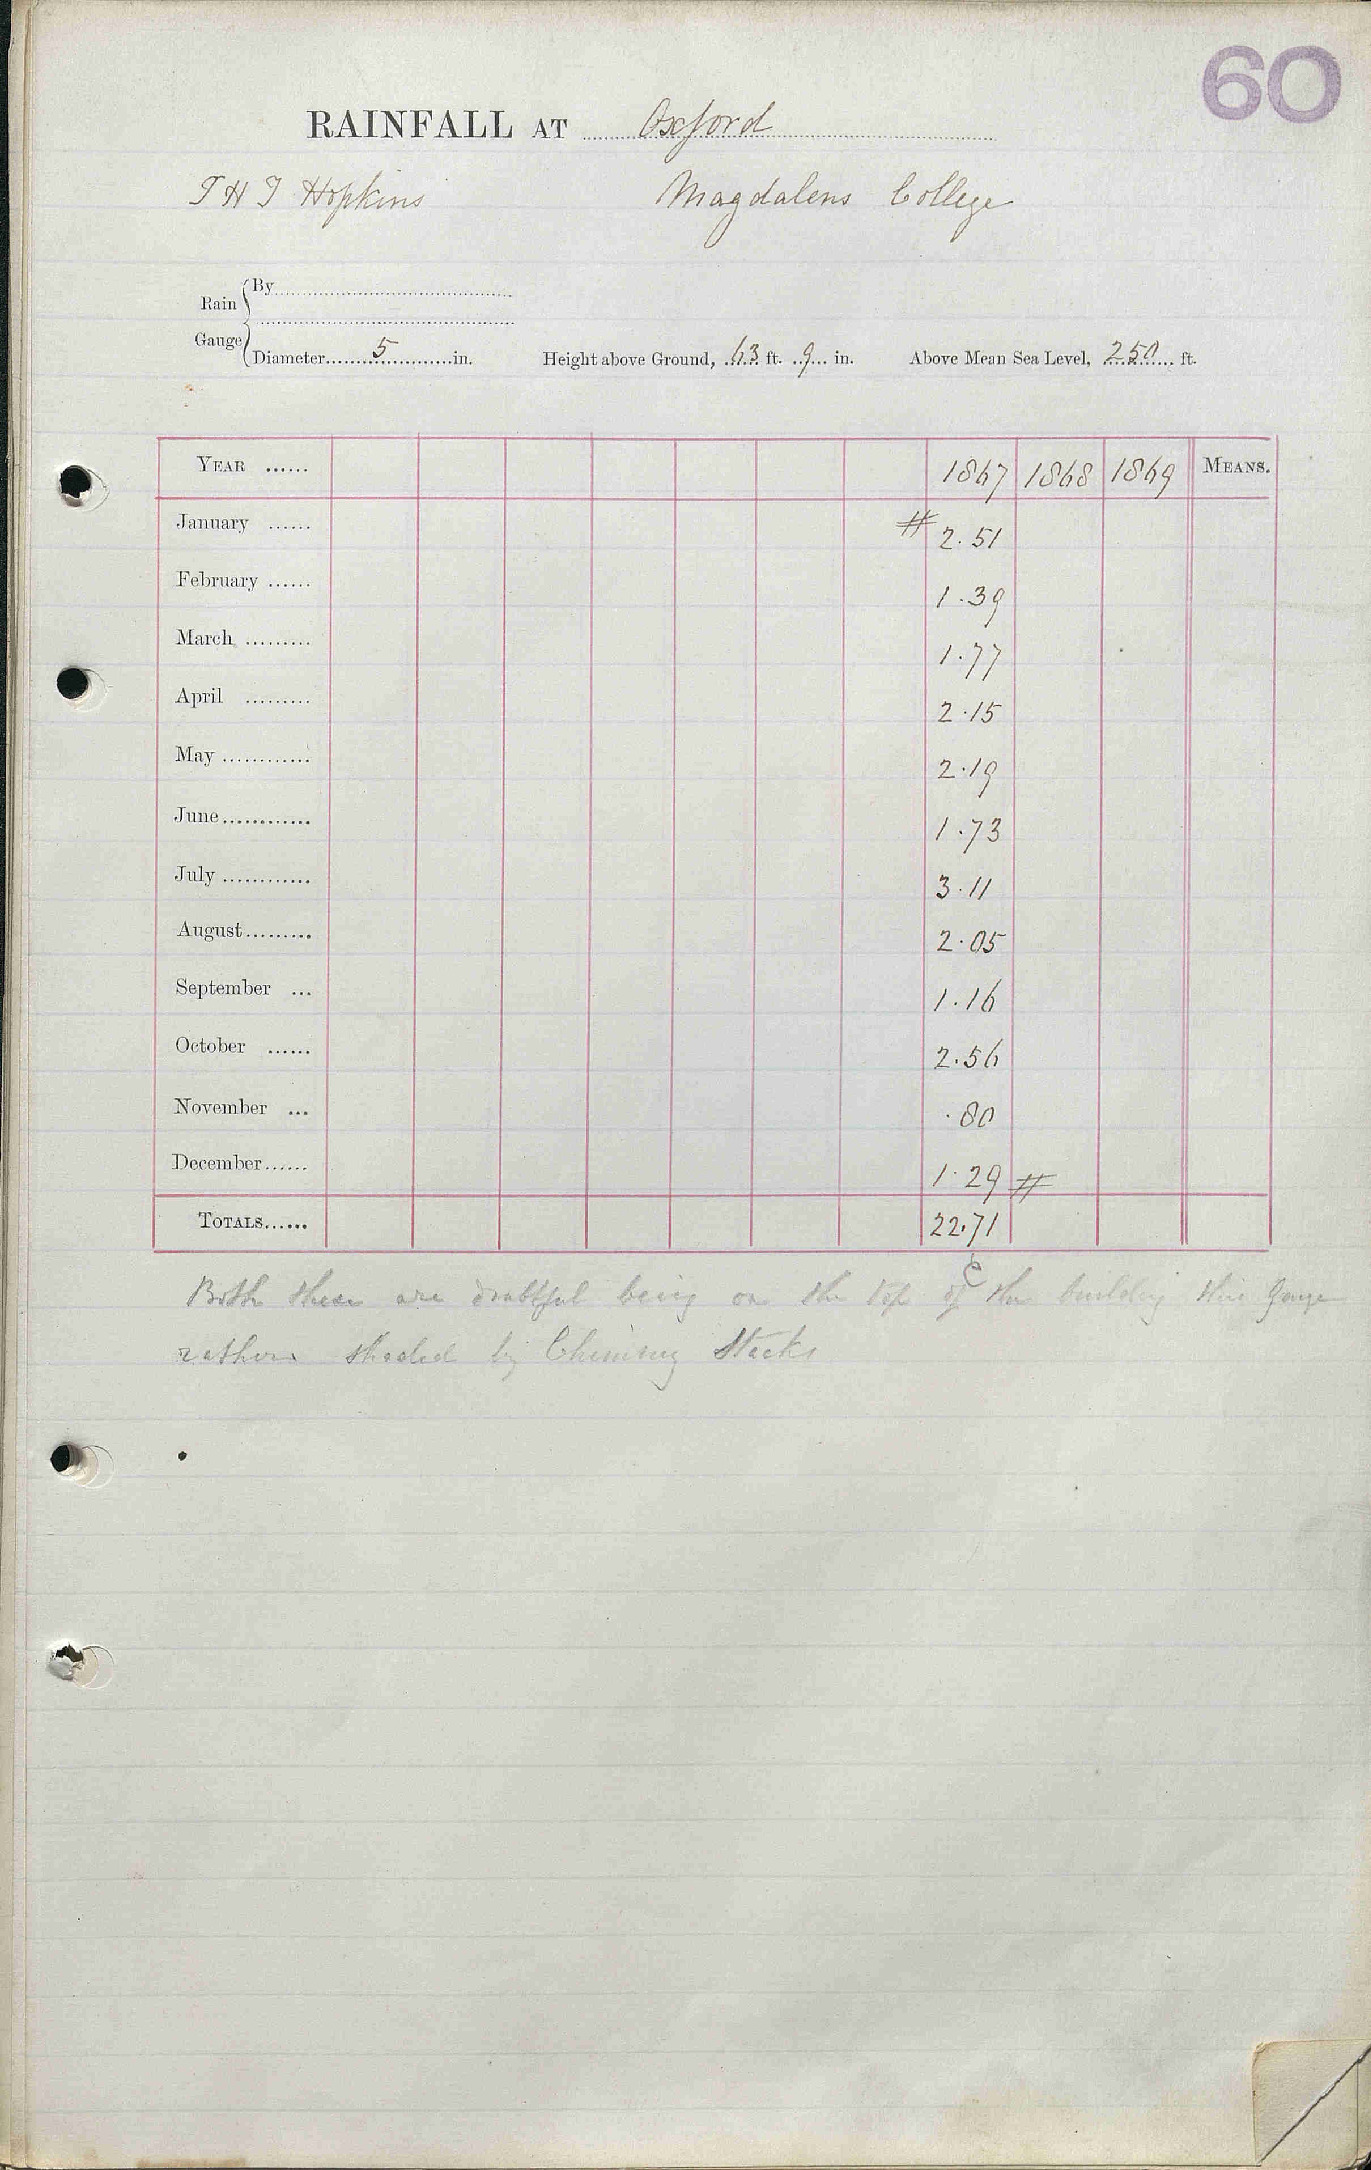 60
RAINFALL AT Oxford
T H T Hopkins Magdalens College
Rain Gauge
By
Diameter 5 in. Height above Ground, 63 ft. 9 in. Above Mean Sea Level, 250 ft.
YEAR ...... 1867 1868 1869 MEANS.
January ...... # 2.51
February ...... 1.39
March ......... 1.77
April ......... 2.15
May ............ 2.19
June ............ 1.73
July ............ 3.11
August ......... 2.05
September ... 1.16
October ...... 2.56
November ... .80
December ...... 1.29 #
TOTALS ...... 22.71
c
Both these are doubtful being on the top of the building this Gauge
rather shaded by Chimney Stacks